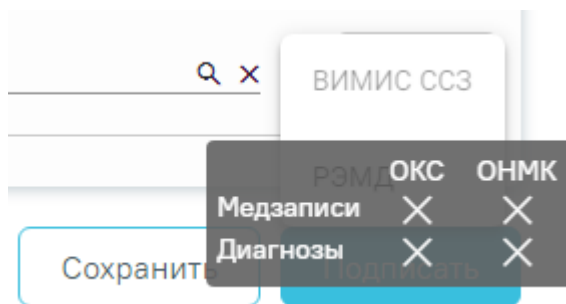 ВИМИС ССЗ
РЭМД
ОКС ОНМК
Медзаписи
Диагнозы
Сохранить
Подписать